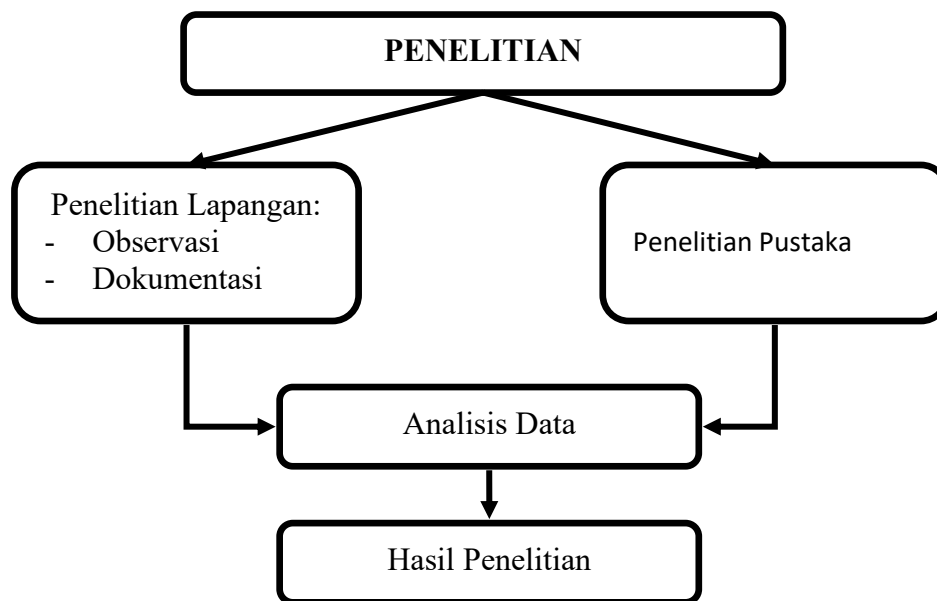 PENELITIAN
Penelitian Lapangan:
- Observasi
- Dokumentasi
Penelitian Pustaka
Analisis Data
Hasil Penelitian